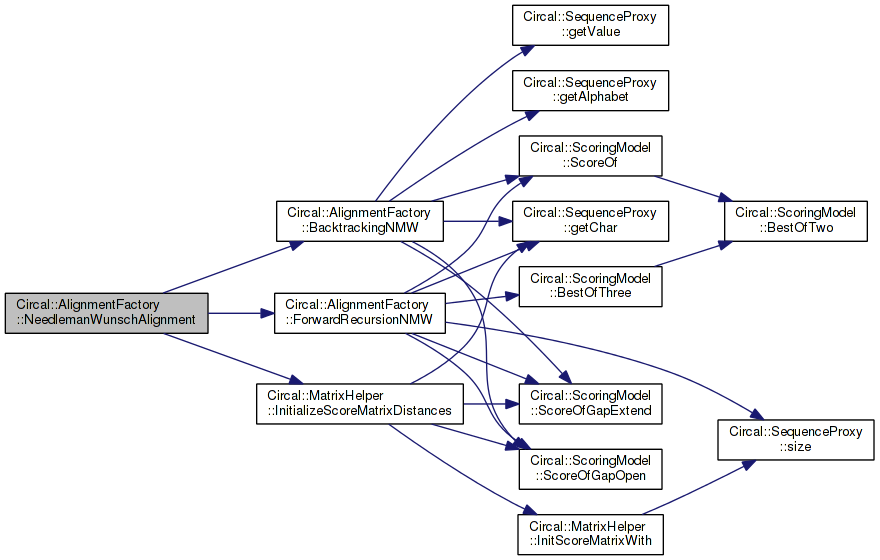 Circal::SequenceProxy
::getValue
Circal::SequenceProxy
::getAlphabet
Circal::ScoringModel
::ScoreOf
Circal::AlignmentFactory
::BacktrackingNMW
Circal::SequenceProxy
::getChar
Circal::ScoringModel
::BestOfTwo
Circal::AlignmentFactory
::NeedlemanWunschAlignment
Circal::AlignmentFactory
::ForwardRecursionNMW
Circal::ScoringModel
::BestOfThree
Circal::MatrixHelper
::InitializeScoreMatrixDistances
Circal::ScoringModel
::ScoreOfGapExtend
Circal::SequenceProxy
::size
Circal::ScoringModel
::ScoreOfGapOpen
Circal::MatrixHelper
::InitScoreMatrixWith